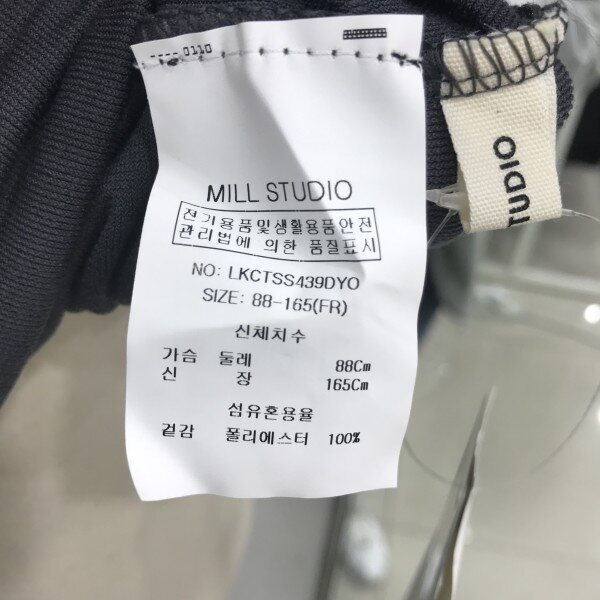 0110
MILL STUDIO
전기용품및생활용품안전
관리법에 의한 품질표시
NO: LKCTSS439DYO
SIZE: 88-165(FR)
신체치수
가슴 둘레 88Cm
신 장 165Cm
섬유혼용율
겉감 폴리에스터 100%
TUDIO